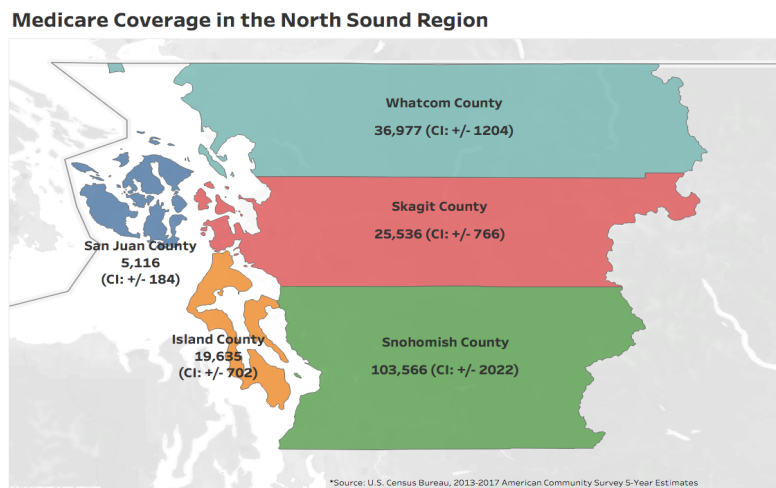 Medicare Coverage in the North Sound Region
Whatcom County
36,977 (CI: +/- 1204)
Skagit County
25,536 (CI: +/- 766)
San Juan County
5,116
(CI: +/- 184)
Island County
19,635
(CI: +/- 702)
Snohomish County
103,566 (CI: +/- 2022)
*Source: U.S. Census Bureau, 2013-2017 American Community Survey 5-Year Estimates